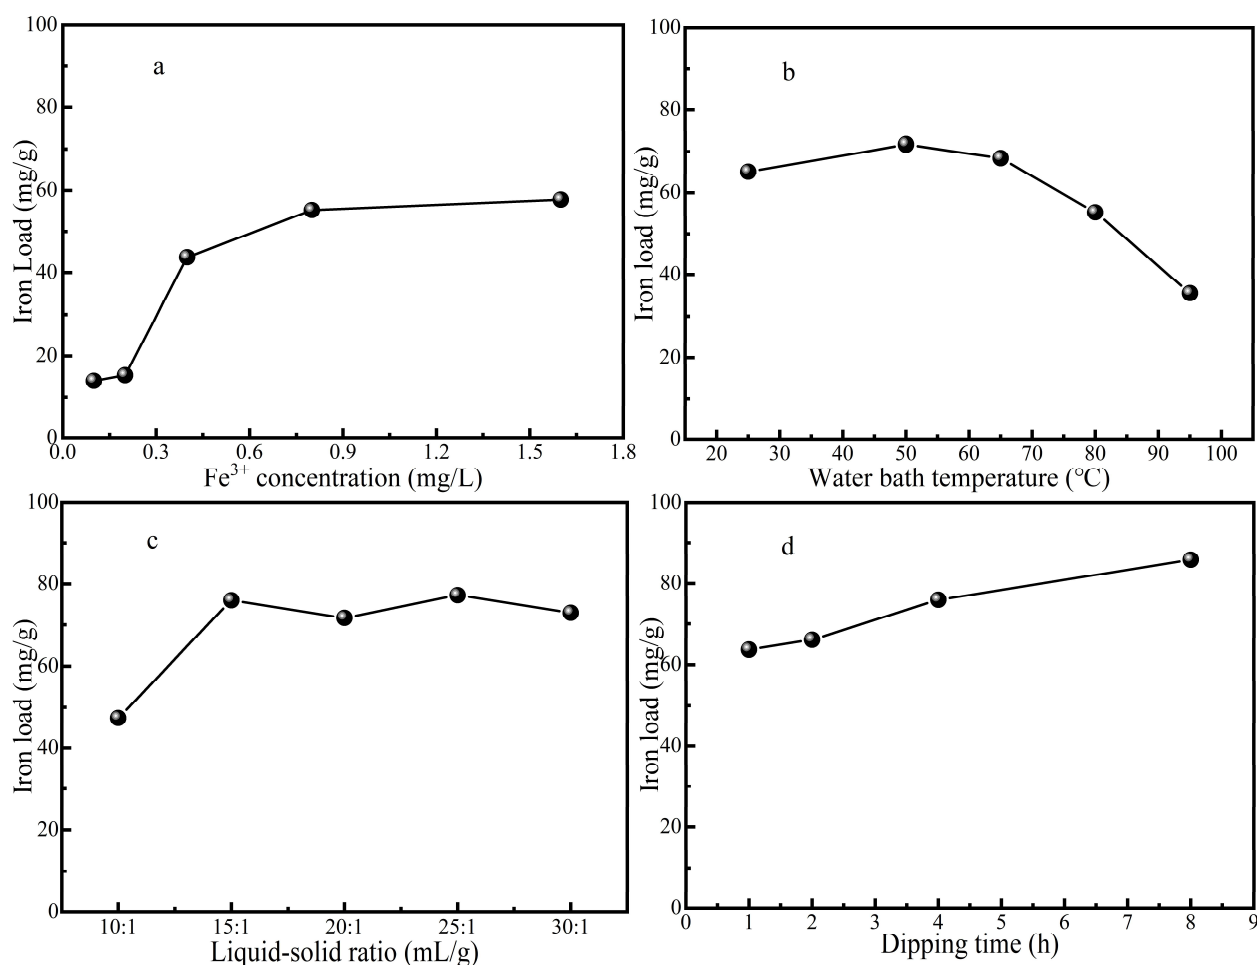 a
Iron Load (mg/g)
100
80
60
40
20
0
0.0 0.3 0.6 0.9 1.2 1.5 1.8
Fe³⁺ concentration (mg/L)
b
Iron load (mg/g)
100
80
60
40
20
0
20 30 40 50 60 70 80 90 100
Water bath temperature (℃)
c
Iron load (mg/g)
100
80
60
40
20
0
10:1 15:1 20:1 25:1 30:1
Liquid-solid ratio (mL/g)
d
Iron load (mg/g)
100
80
60
40
20
0
0 1 2 3 4 5 6 7 8 9
Dipping time (h)